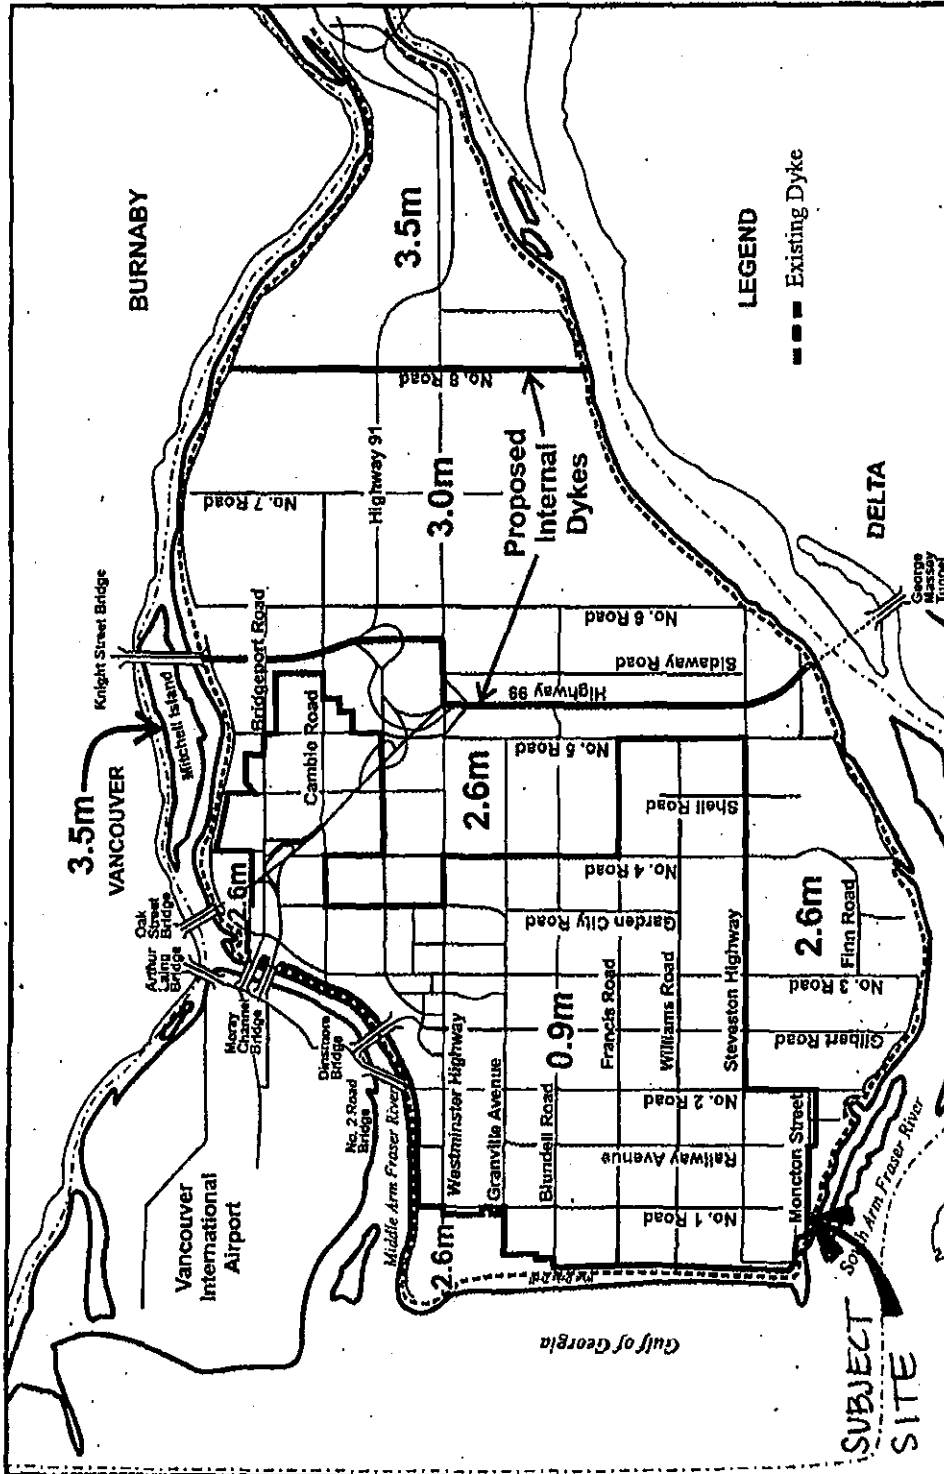 BURNABY
VANCOUVER
3.5m
Knight Street Bridge
Mitchell Island
Oak
Street
Bridge
Arthur
Laing
Bridge
Moray
Channel
Bridge
Dinsmore
Bridge
No. 2 Road
Bridge
Vancouver
International
Airport
Middle Arm Fraser River
Bridgeport Road
Cambie Road
Highway 91
No. 7 Road
No. 8 Road
3.5m
3.0m
Proposed
Internal
Dykes
No. 6 Road
Sidaway Road
Highway 99
No. 5 Road
Shell Road
No. 4 Road
Garden City Road
No. 3 Road
Gilbert Road
No. 2 Road
Railway Avenue
No. 1 Road
Westminster Highway
Granville Avenue
Blundell Road
Francis Road
Williams Road
Steveston Highway
Moncton Street
Finn Road
2.6m
2.6m
0.9m
2.6m
2.6m
Gulf of Georgia
South Arm Fraser River
DELTA
George
Massey
Tunnel
LEGEND
Existing Dyke
SUBJECT
SITE